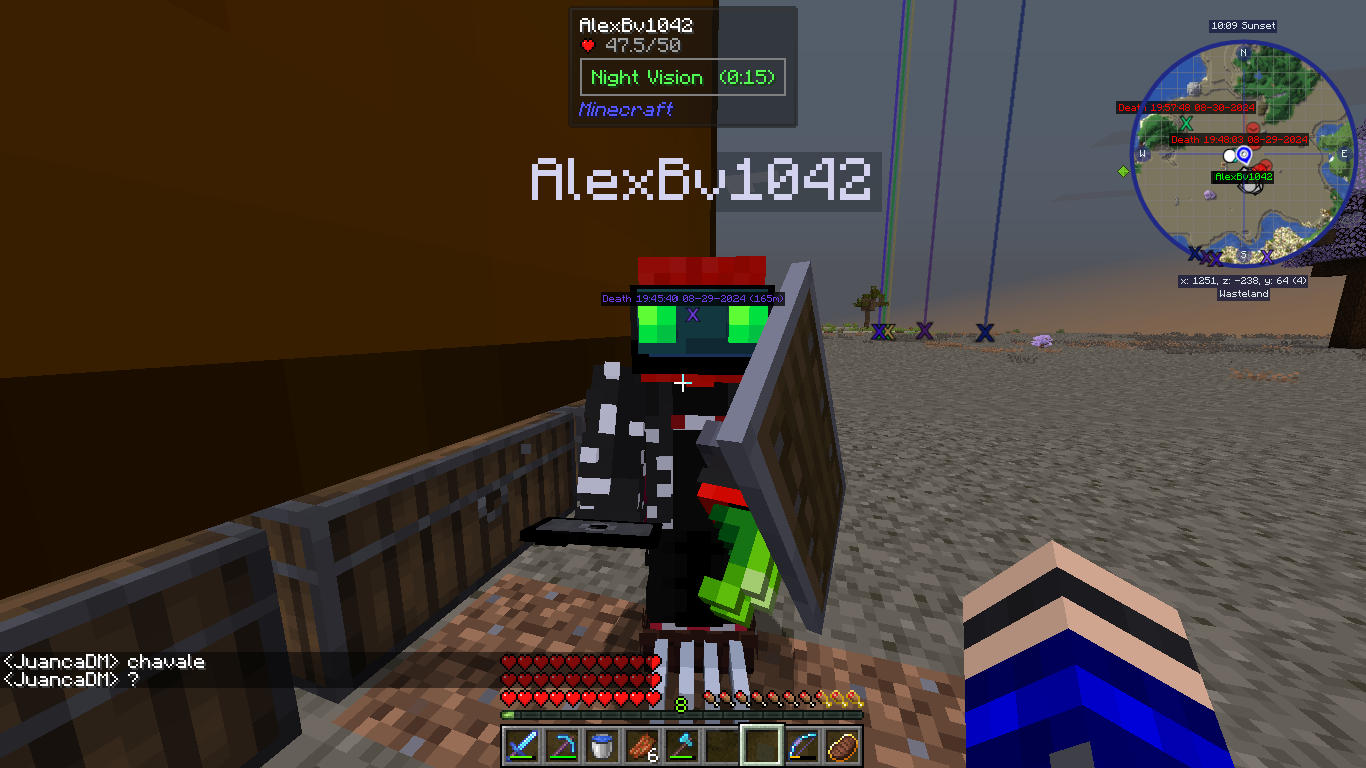 AlexBv1042
47.5/50
Night Vision (0:15)
Minecraft
AlexBv1042
10:09 Sunset
N
Death 19:57:48 08-30-2024
Death 19:48:03 08-29-2024
W
E
AlexBv1042
S
x: 1251, z: -238, y: 64 (4)
Wasteland
Death 19:45:40 08-29-2024 (165m)
X
<JuancaDM> chavale
<JuancaDM> ?
8
6